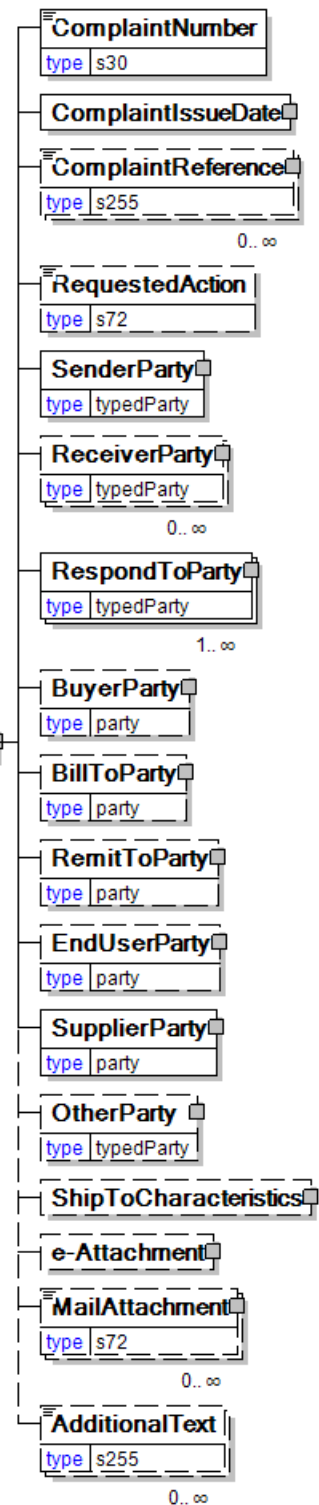 ComplaintNumber
type s30
ComplaintIssueDate
ComplaintReference
type s255
0.. ∞
RequestedAction
type s72
SenderParty
type typedParty
ReceiverParty
type typedParty
0.. ∞
RespondToParty
type typedParty
1.. ∞
BuyerParty
type party
BillToParty
type party
RemitToParty
type party
EndUserParty
type party
SupplierParty
type party
OtherParty
type typedParty
ShipToCharacteristics
e-Attachment
MailAttachment
type s72
0.. ∞
AdditionalText
type s255
0.. ∞